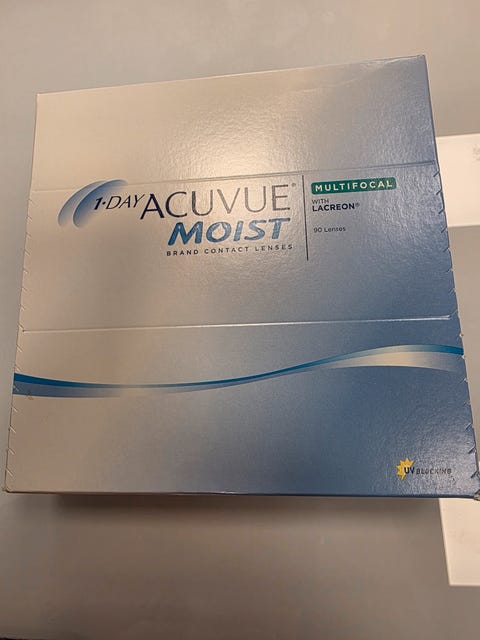 1·DAY ACUVUE®
MOIST
BRAND CONTACT LENSES
MULTIFOCAL
WITH
LACREON®
90 Lenses
UV BLOCKING